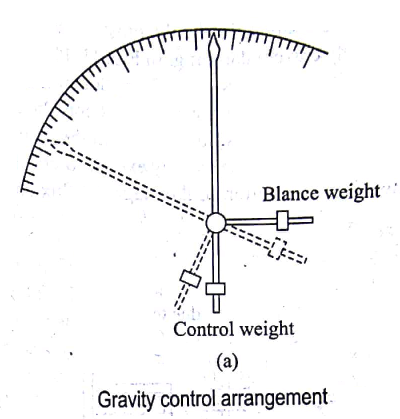 Blance weight
Control weight
(a)
Gravity control arrangement